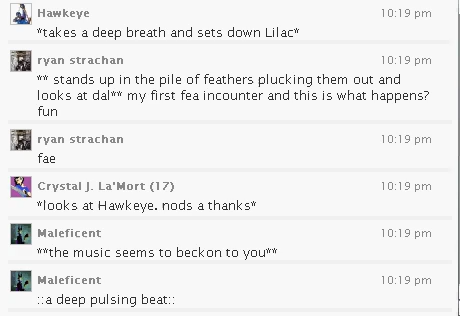 Hawkeye 10:19 pm
*takes a deep breath and sets down Lilac*
ryan strachan 10:19 pm
** stands up in the pile of feathers plucking them out and
looks at dal** my first fea incounter and this is what happens?
fun
ryan strachan 10:19 pm
fae
Crystal J. La'Mort (17) 10:19 pm
*looks at Hawkeye. nods a thanks*
Maleficent 10:19 pm
**the music seems to beckon to you**
Maleficent 10:19 pm
::a deep pulsing beat::